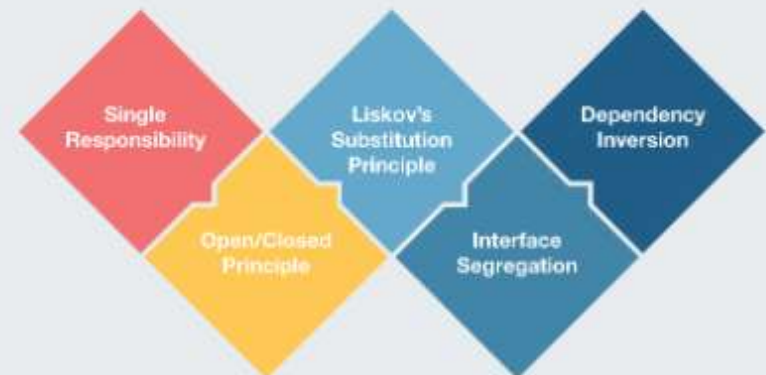 Single
Responsibility
Open/Closed
Principle
Liskov's
Substitution
Principle
Interface
Segregation
Dependency
Inversion